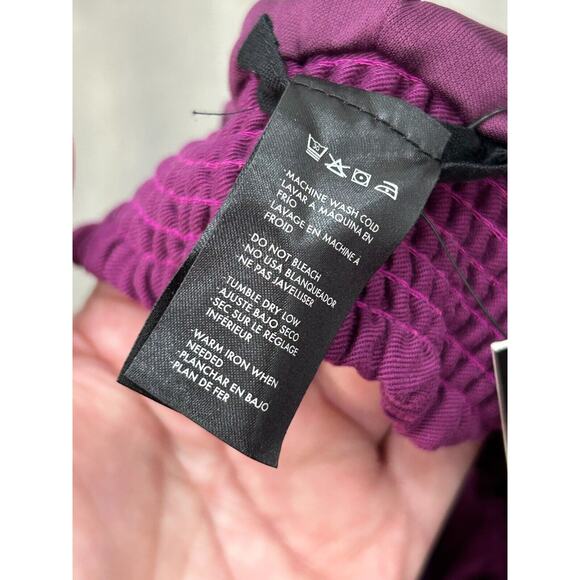 MACHINE WASH COLD
·LAVAR A MÁQUINA EN
FRIO
·LAVAGE EN MACHINE A
FROID
·DO NOT BLEACH
·NO USA BLANQUEADOR
·NE PAS JAVELISER
·TUMBLE DRY LOW
·AJUSTE BAJO SECO
·SEC SUR LE RÉGLAGE
INFÉRIEUR
·WARM IRON WHEN
NEEDED
·PLANCHAR EN BAJO
·PLAN DE FER